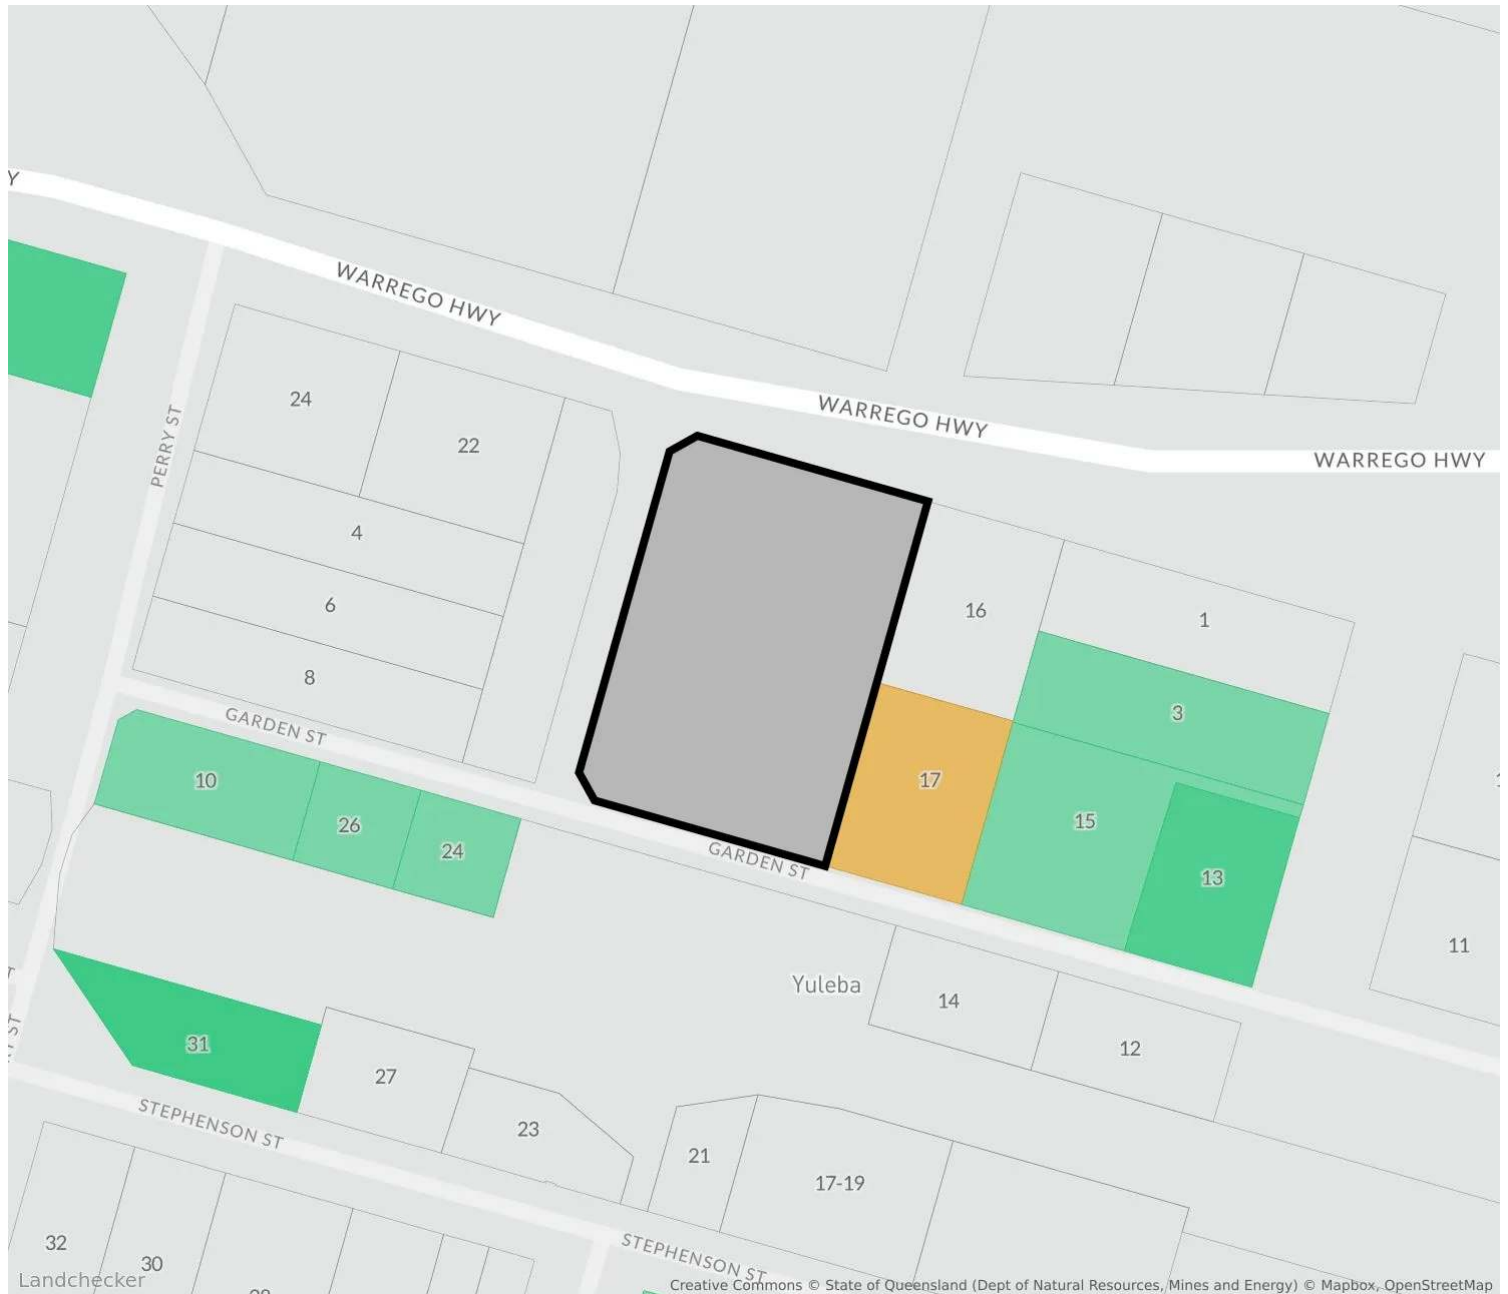 Y
WARREGO HWY
WARREGO HWY
WARREGO HWY
PERRY ST
24
22
4
6
8
16
1
3
17
15
13
11
GARDEN ST
GARDEN ST
10
26
24
Yuleba
14
12
31
27
23
21
17-19
STEPHENSON ST
STEPHENSON ST
32
30
Landchecker
Creative Commons © State of Queensland (Dept of Natural Resources, Mines and Energy) © Mapbox, OpenStreetMap